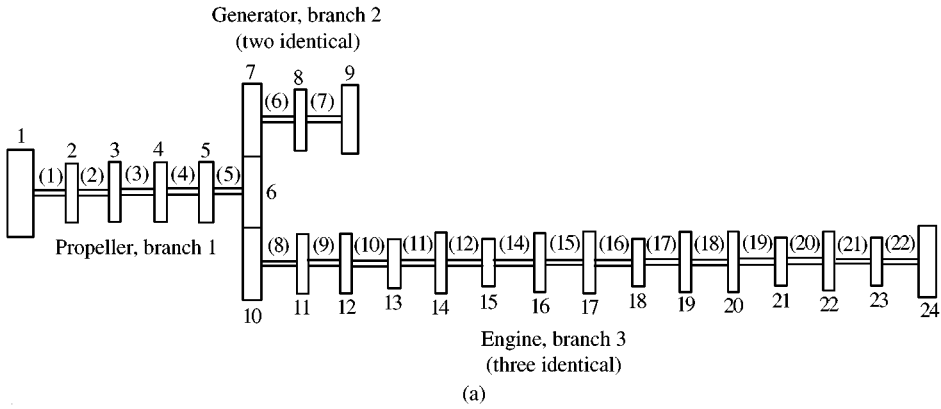 Generator, branch 2
(two identical)
7 8 9
(6) (7)
1 2 3 4 5
(1) (2) (3) (4) (5)
6
Propeller, branch 1
(8) (9) (10) (11) (12) (14) (15) (16) (17) (18) (19) (20) (21) (22)
10 11 12 13 14 15 16 17 18 19 20 21 22 23 24
Engine, branch 3
(three identical)
(a)